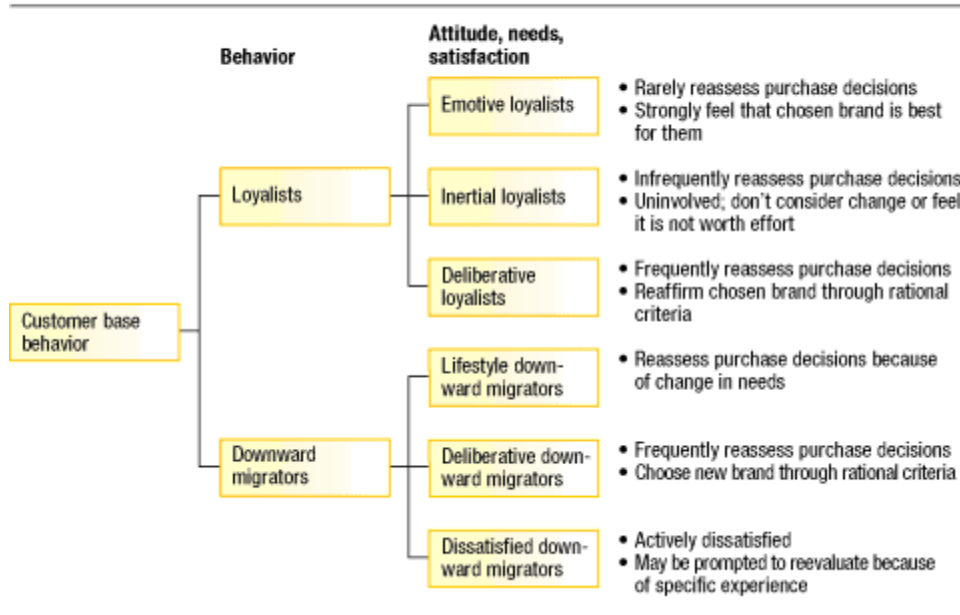 Behavior
Attitude, needs,
satisfaction
Customer base
behavior
Loyalists
Emotive loyalists
• Rarely reassess purchase decisions
• Strongly feel that chosen brand is best
for them
Inertial loyalists
• Infrequently reassess purchase decisions
• Uninvolved; don't consider change or feel
it is not worth effort
Deliberative
loyalists
• Frequently reassess purchase decisions
• Reaffirm chosen brand through rational
criteria
Downward
migrators
Lifestyle down-
ward migrators
• Reassess purchase decisions because
of change in needs
Deliberative down-
ward migrators
• Frequently reassess purchase decisions
• Choose new brand through rational criteria
Dissatisfied down-
ward migrators
• Actively dissatisfied
• May be prompted to reevaluate because
of specific experience